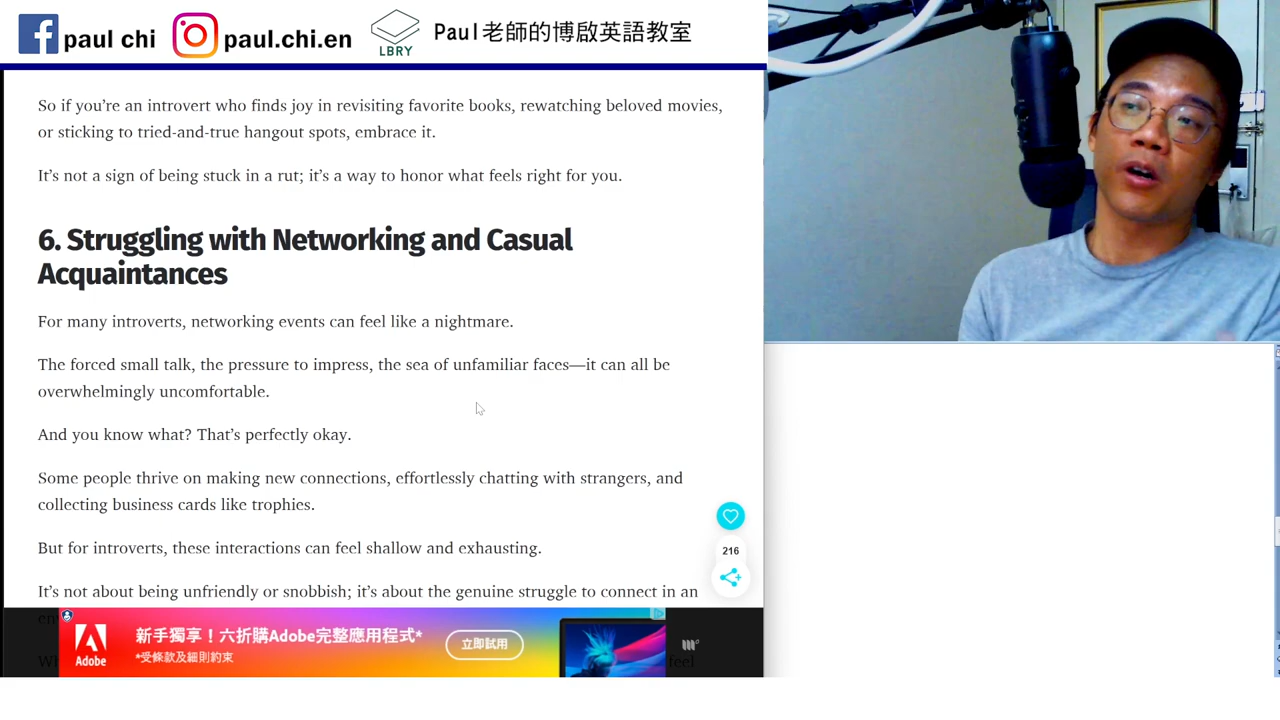 paul chi
paul.chi.en
LBRY
Paul老師的博啟英語教室
So if you’re an introvert who finds joy in revisiting favorite books, rewatching beloved movies,
or sticking to tried-and-true hangout spots, embrace it.
It’s not a sign of being stuck in a rut; it’s a way to honor what feels right for you.
6. Struggling with Networking and Casual
Acquaintances
For many introverts, networking events can feel like a nightmare.
The forced small talk, the pressure to impress, the sea of unfamiliar faces—it can all be
overwhelmingly uncomfortable.
And you know what? That’s perfectly okay.
Some people thrive on making new connections, effortlessly chatting with strangers, and
collecting business cards like trophies.
But for introverts, these interactions can feel shallow and exhausting.
216
It’s not about being unfriendly or snobbish; it’s about the genuine struggle to connect in an
Adobe
新手獨享！六折購Adobe完整應用程式*
*受條款及細則約束
立即試用
feel